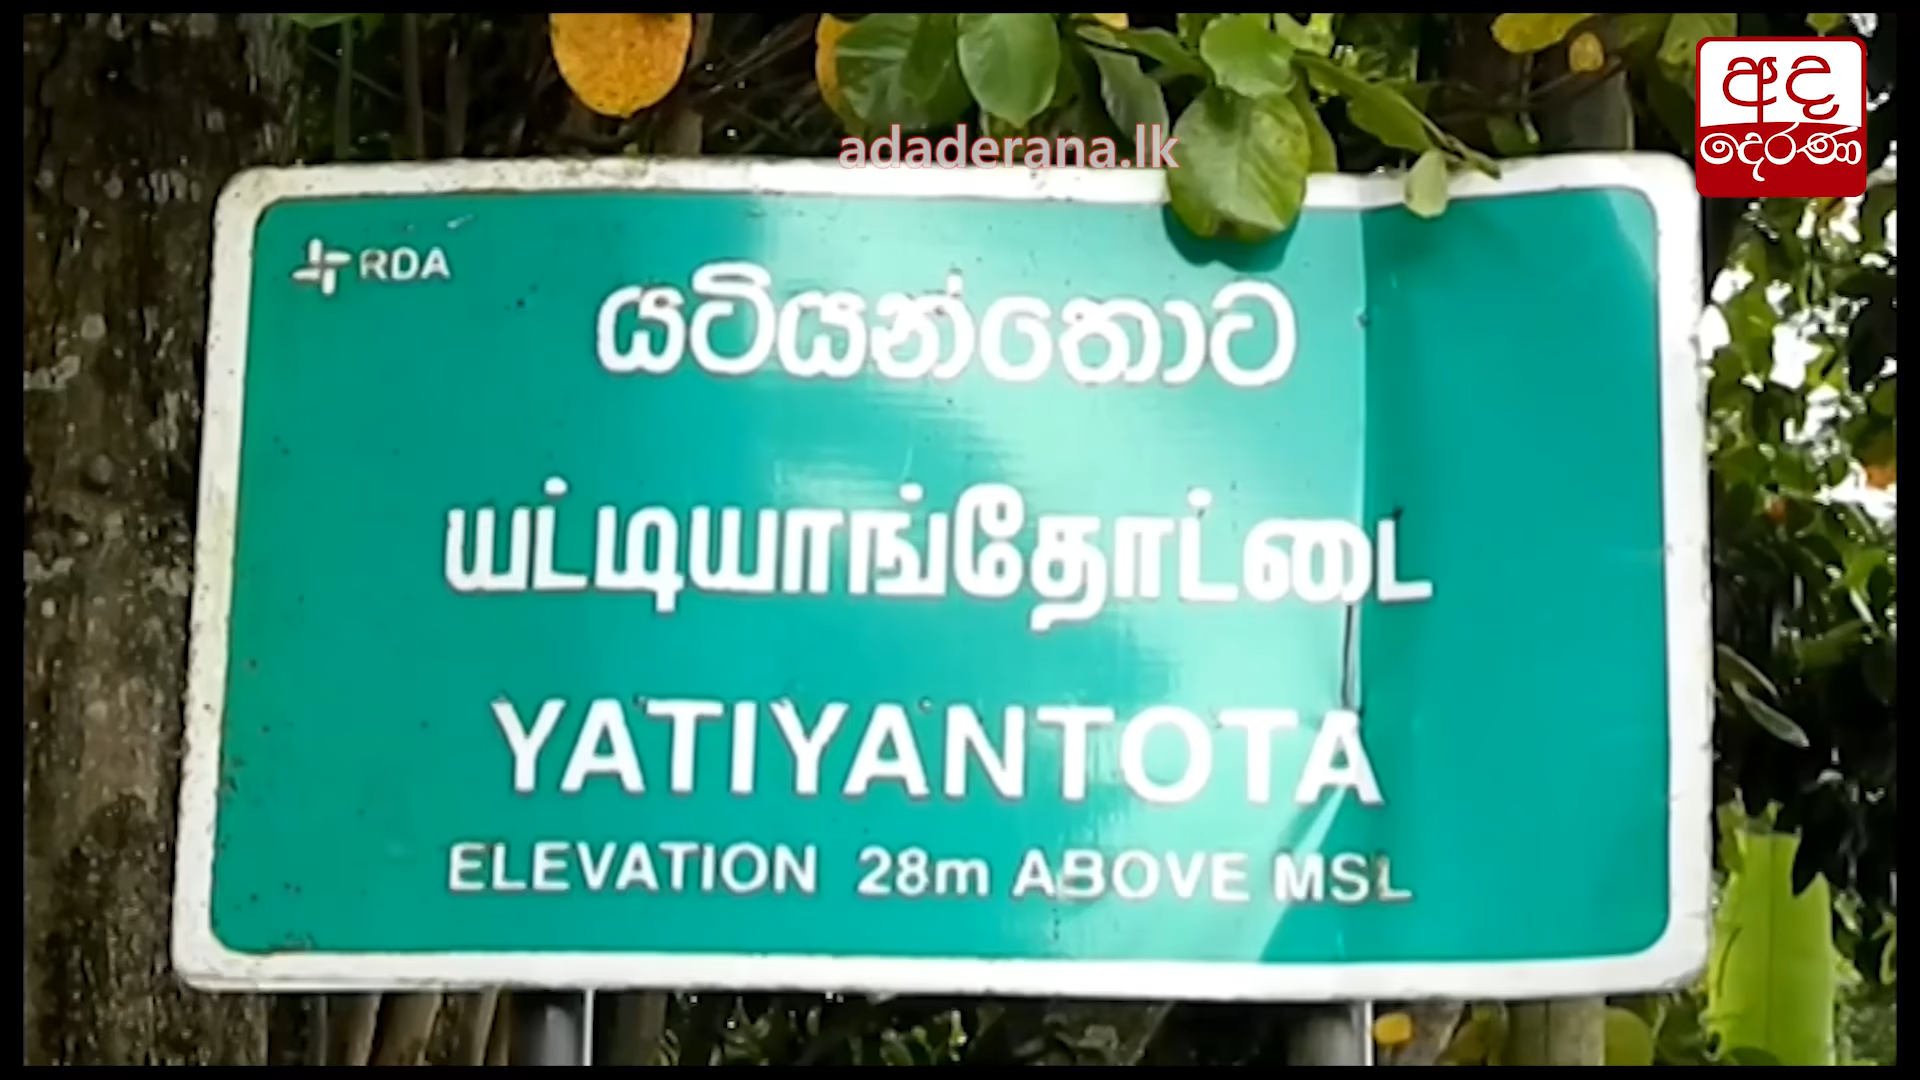 අද
දෙරණ
adaderana.lk
RDA
යටියන්තොට
யட்டியாங்தோட்டை
YATIYANTOTA
ELEVATION 28m ABOVE MSL